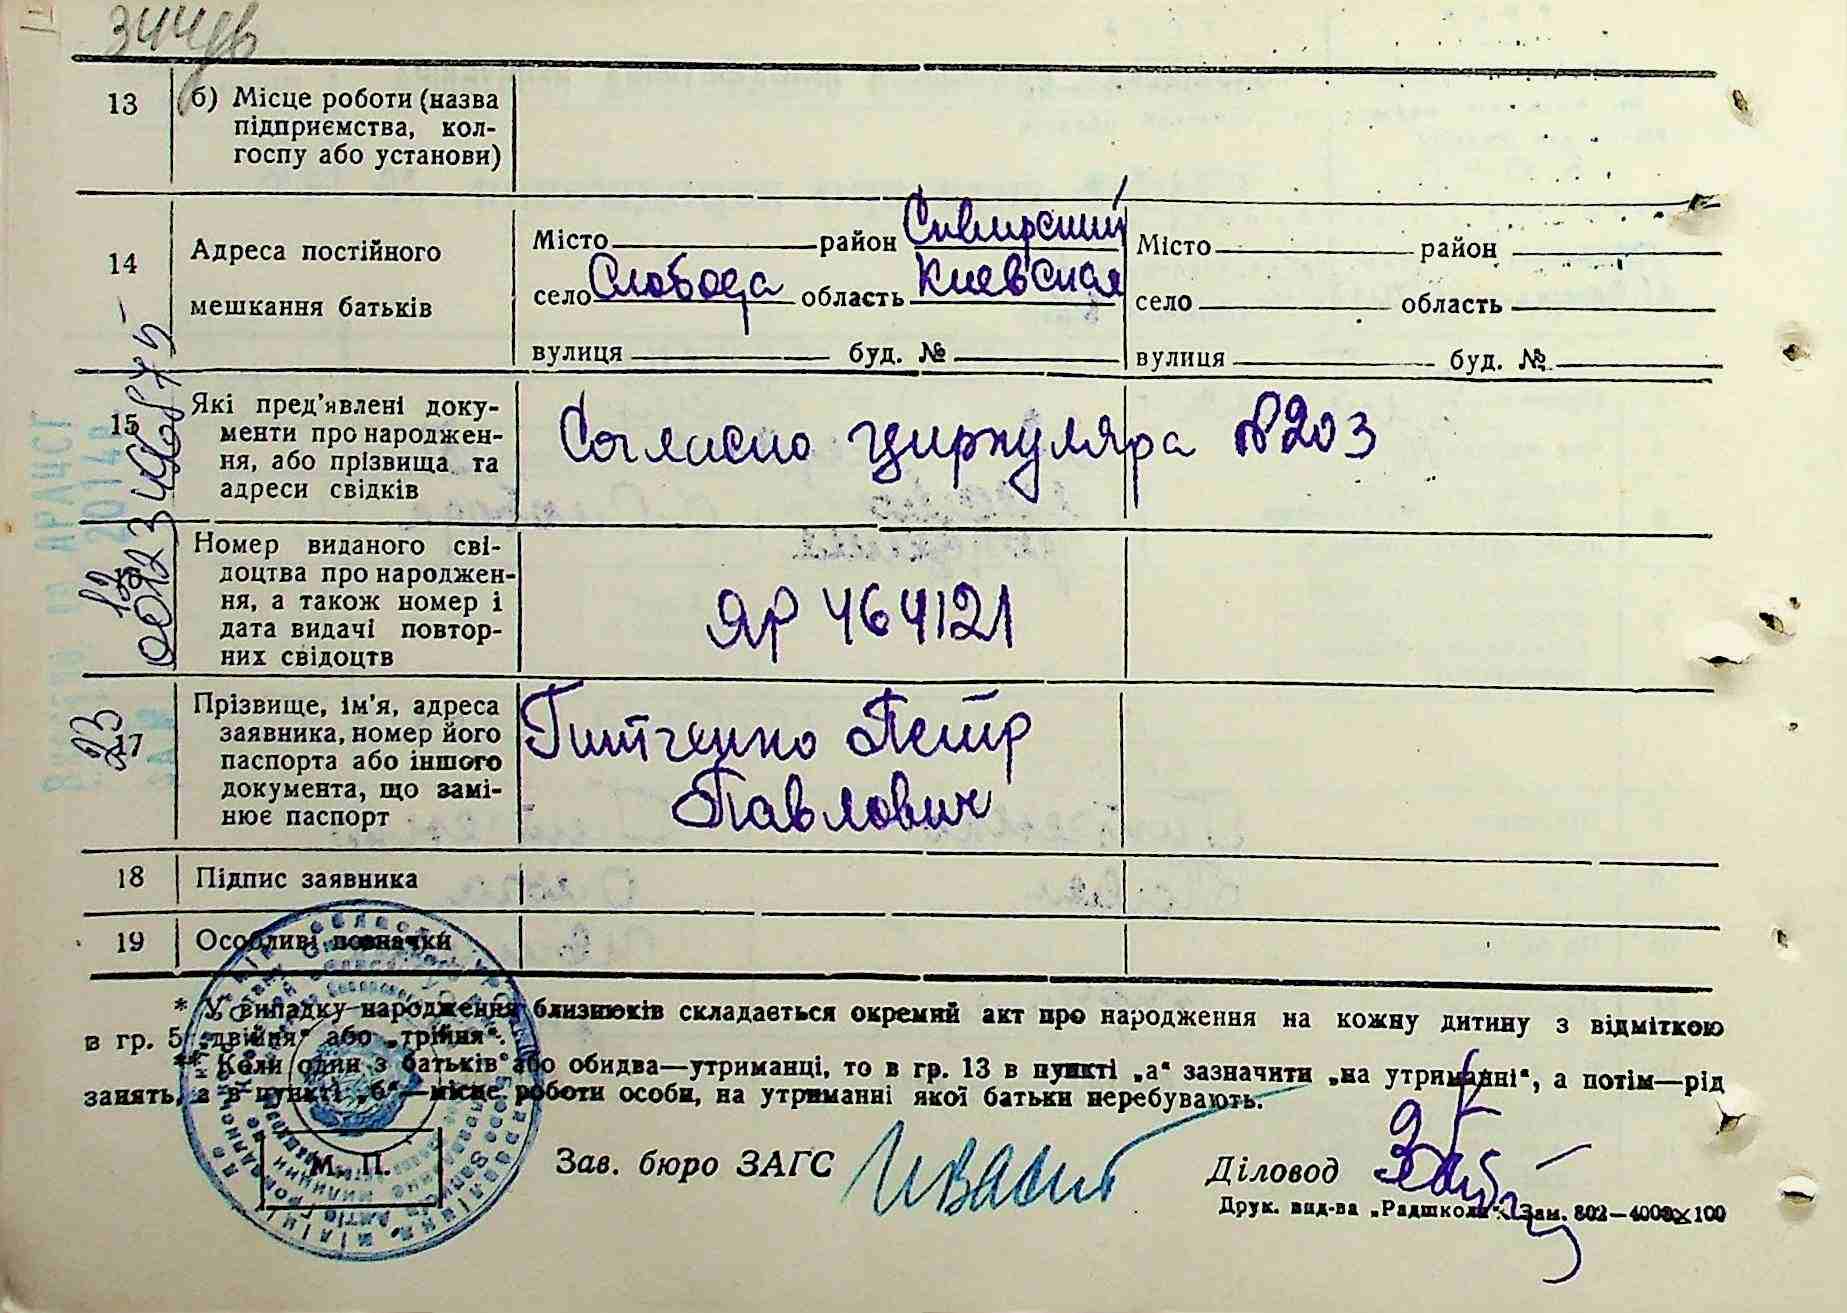 13
б) Місце роботи (назва
підприємства, кол-
госпу або установи)
14
Адреса постійного
мешкання батьків
Місто район Сквирский
село Слобода область Киевская
вулиця буд. №
Місто район
село область
вулиця буд. №
15
Які пред'явлені доку-
менти про народжен-
ня, або прізвища та
адреси свідків
Согласно циркуляра №203
16
Номер виданого сві-
доцтва про народжен-
ня, а також номер і
дата видачі повтор-
них свідоцтв
ЯР 464121
17
Прізвище, ім'я, адреса
заявника, номер його
паспорта або іншого
документа, що замі-
нює паспорт
Петр
Павлович
18
Підпис заявника
19
Особливі позначки
* У випадку народження близнюків складається окремий акт про народження на кожну дитину з відміткою
в гр. 5 „двійня“ або „трійня“.
** Коли один з батьків або обидва—утриманці, то в гр. 13 в пункті „а“ зазначити „на утриманні“, а потім—рід
занять, а в пункті „б“—місце роботи особи, на утриманні якої батьки перебувають.
М. П.
Зав. бюро ЗАГС
Діловод
Друк. вид-ва „Радшкола“. Зам. 802—4000×100